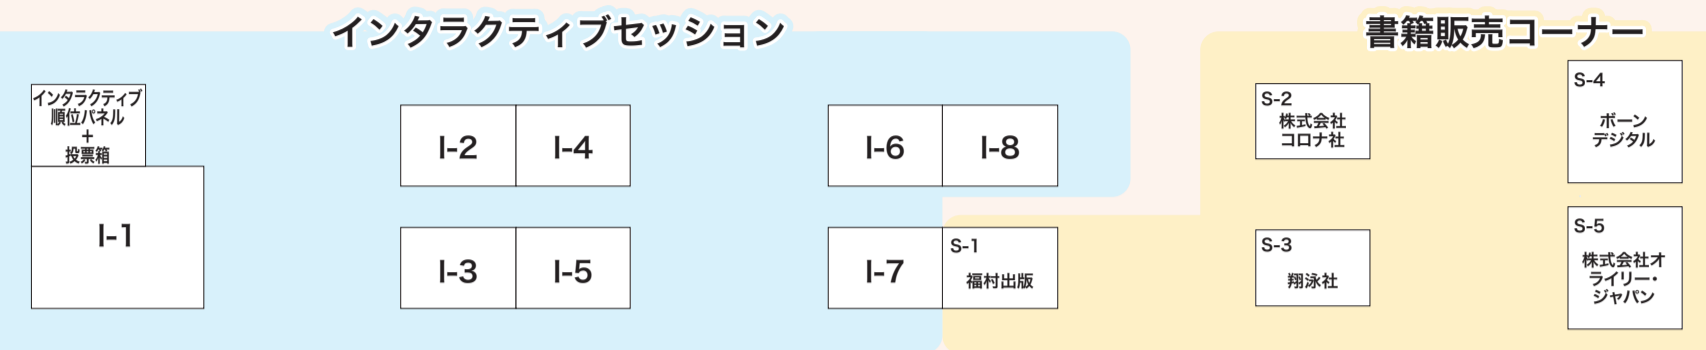 インタラクティブセッション
書籍販売コーナー
インタラクティブ
順位パネル
+
投票箱
I-1
I-2
I-4
I-3
I-5
I-6
I-8
I-7
S-1
福村出版
S-2
株式会社
コロナ社
S-3
翔泳社
S-4
ボーン
デジタル
S-5
株式会社オ
ライリー・
ジャパン